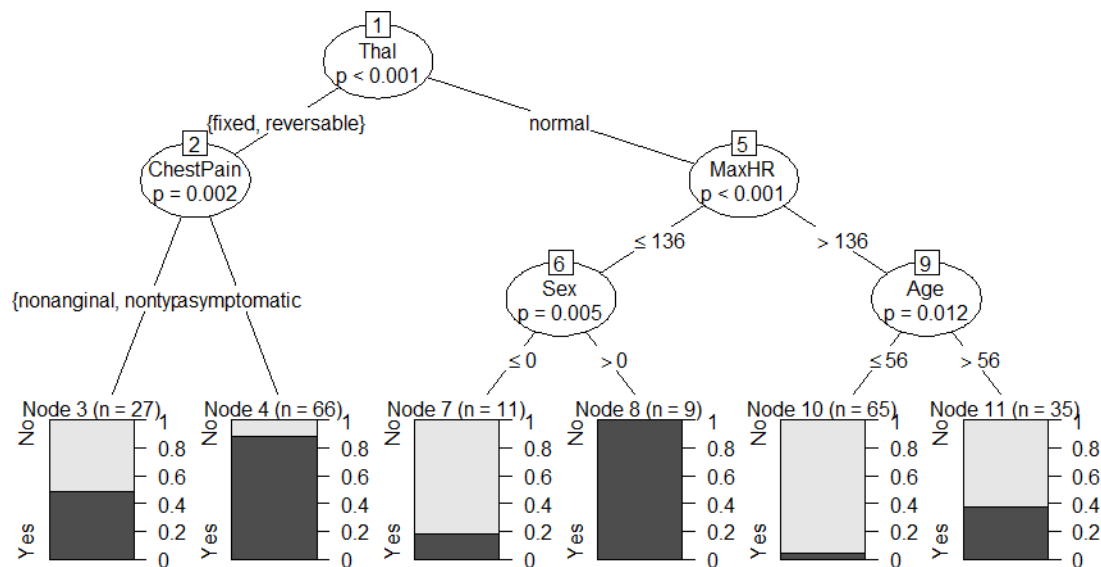 1
Thal
p < 0.001
{fixed, reversable}
normal
2
ChestPain
p = 0.002
5
MaxHR
p < 0.001
≤ 136
> 136
6
Sex
p = 0.005
9
Age
p = 0.012
{nonanginal, nontyp
asymptomatic
≤ 0
> 0
≤ 56
> 56
Node 3 (n = 27)
Yes
No
1
0.8
0.6
0.4
0.2
0
Node 4 (n = 66)
Yes
No
1
0.8
0.6
0.4
0.2
0
Node 7 (n = 11)
Yes
No
1
0.8
0.6
0.4
0.2
0
Node 8 (n = 9)
Yes
No
1
0.8
0.6
0.4
0.2
0
Node 10 (n = 65)
Yes
No
1
0.8
0.6
0.4
0.2
0
Node 11 (n = 35)
Yes
No
1
0.8
0.6
0.4
0.2
0